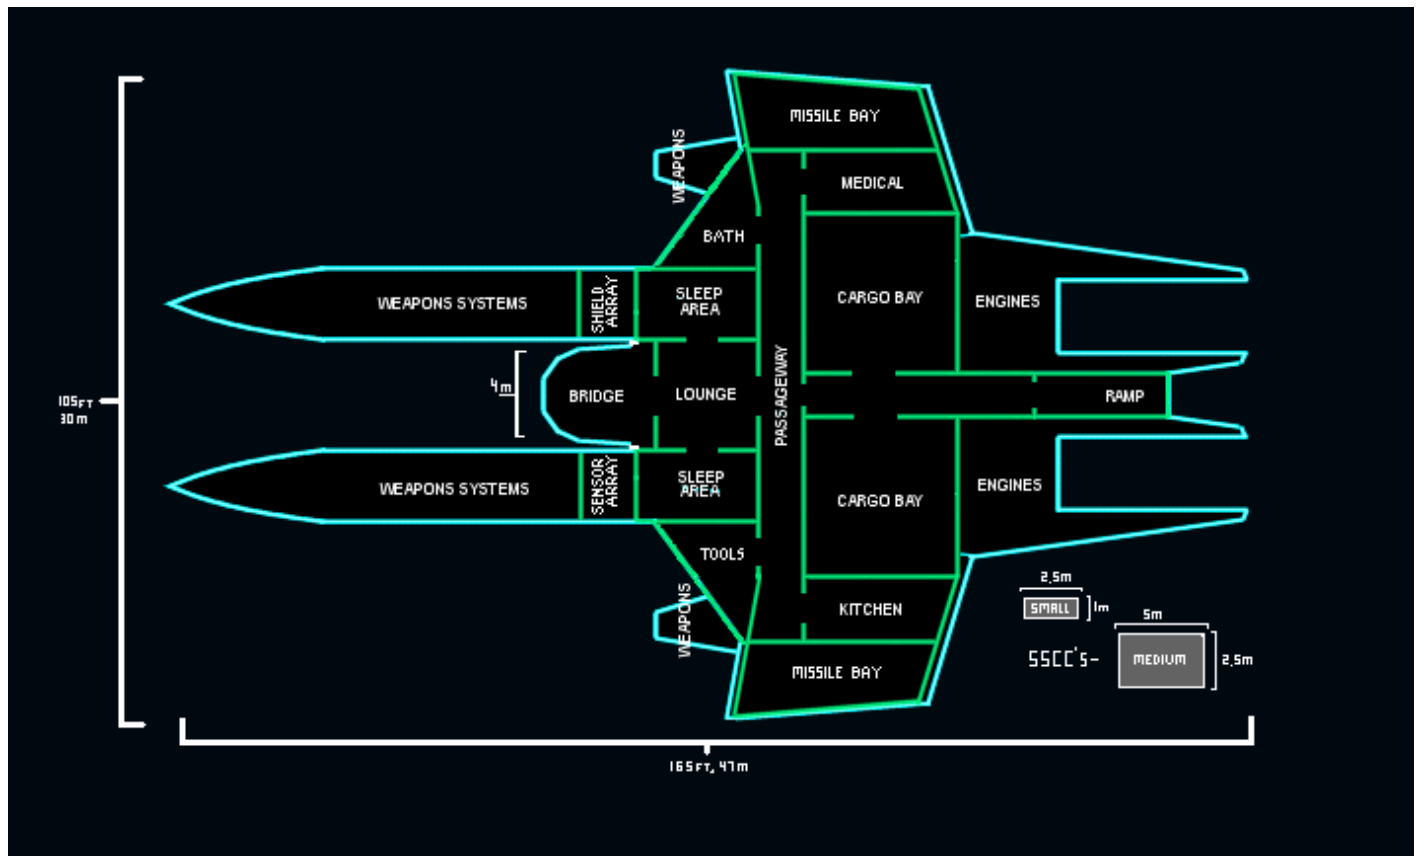 MISSILE BAY
WEAPONS
MEDICAL
BATH
WEAPONS SYSTEMS
SHIELD
ARRAY
SLEEP
AREA
CARGO BAY
ENGINES
4m
BRIDGE
LOUNGE
PASSAGEWAY
RAMP
105FT
30m
WEAPONS SYSTEMS
SENSOR
ARRAY
SLEEP
AREA
CARGO BAY
ENGINES
TOOLS
WEAPONS
KITCHEN
MISSILE BAY
2,5m
SMALL
1m
5m
SSCC'S-
MEDIUM
2,5m
165FT, 47m